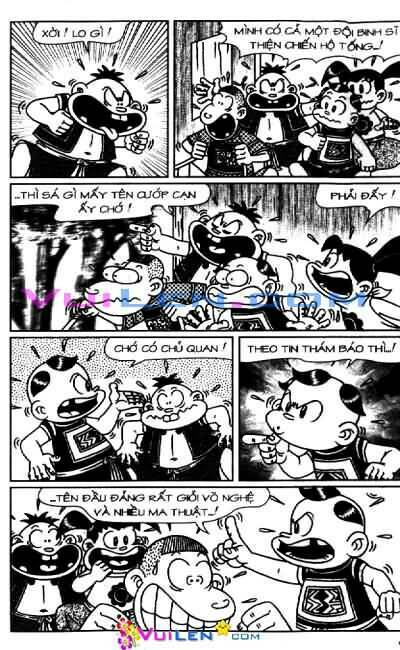 XỜI! LO GÌ!
MÌNH CÓ CẢ MỘT ĐỘI BINH SĨ
THIỆN CHIẾN HỘ TỐNG...!
...THÌ SÁ GÌ MẤY TÊN CƯỚP CẠN
ẤY CHỚ!
PHẢI ĐẤY!
VUILEN.COM
CHỚ CÓ CHỦ QUAN!
THEO TIN THÁM BÁO THÌ...!
...TÊN ĐẦU ĐẢNG RẤT GIỎI VÕ NGHỆ
VÀ NHIỀU MA THUẬT...!
VUILEN.COM